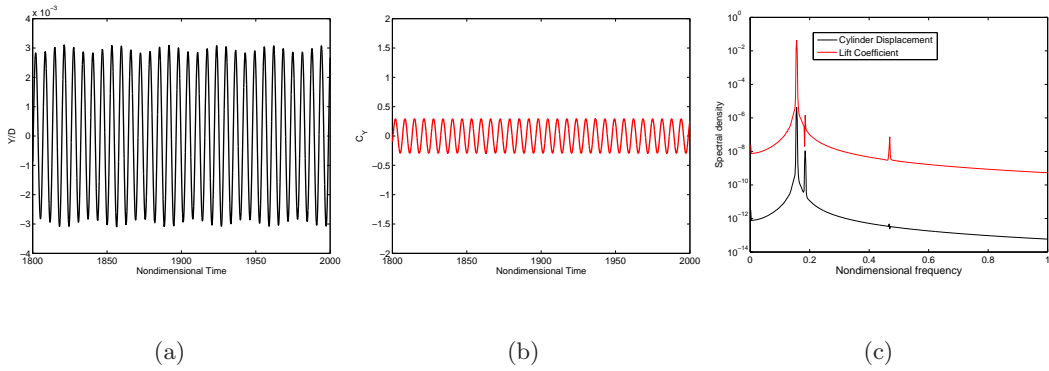 4 x 10⁻³
3
2
1
0
−1
−2
−3
−4
Y/D
1800 1850 1900 1950 2000
Nondimensional Time
(a)
2
1.5
1
0.5
0
−0.5
−1
−1.5
−2
C_Y
1800 1850 1900 1950 2000
Nondimensional Time
(b)
10⁰
10⁻²
10⁻⁴
10⁻⁶
10⁻⁸
10⁻¹⁰
10⁻¹²
10⁻¹⁴
Spectral density
Cylinder Displacement
Lift Coefficient
0 0.2 0.4 0.6 0.8 1
Nondimensional frequency
(c)